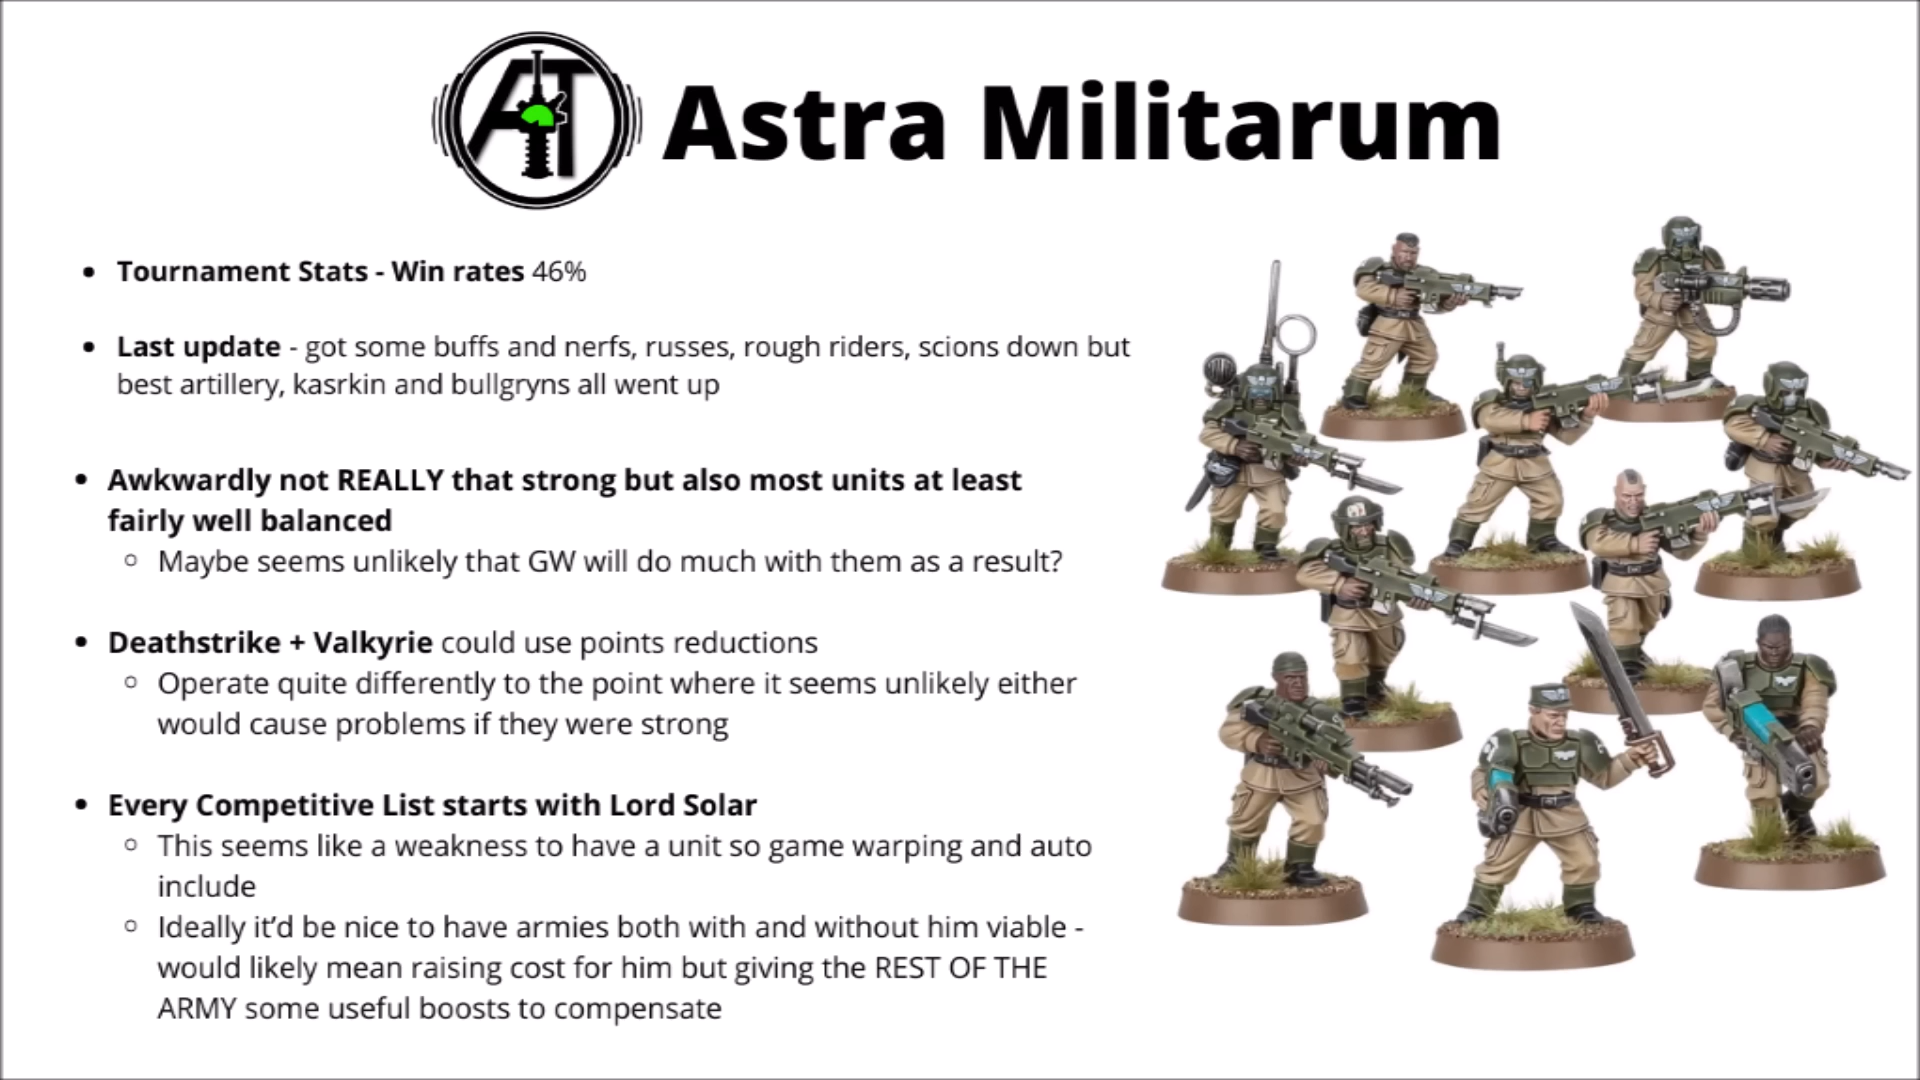 AT Astra Militarum
• Tournament Stats - Win rates 46%
• Last update - got some buffs and nerfs, russes, rough riders, scions down but
best artillery, kasrkin and bullgryns all went up
• Awkwardly not REALLY that strong but also most units at least
fairly well balanced
○ Maybe seems unlikely that GW will do much with them as a result?
• Deathstrike + Valkyrie could use points reductions
○ Operate quite differently to the point where it seems unlikely either
would cause problems if they were strong
• Every Competitive List starts with Lord Solar
○ This seems like a weakness to have a unit so game warping and auto
include
○ Ideally it’d be nice to have armies both with and without him viable -
would likely mean raising cost for him but giving the REST OF THE
ARMY some useful boosts to compensate